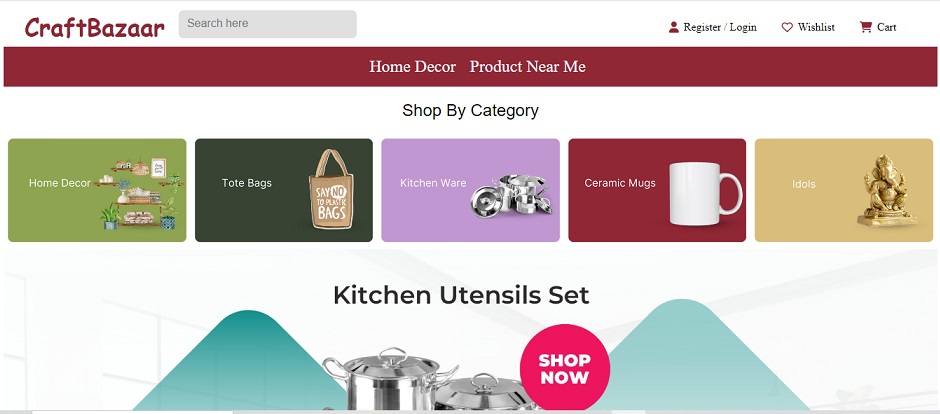 CraftBazaar
Search here
Register / Login
Wishlist
Cart
Home Decor
Product Near Me
Shop By Category
Home Decor
Tote Bags
SAY NO
TO PLASTIC
BAGS
Kitchen Ware
Ceramic Mugs
Idols
Kitchen Utensils Set
SHOP
NOW